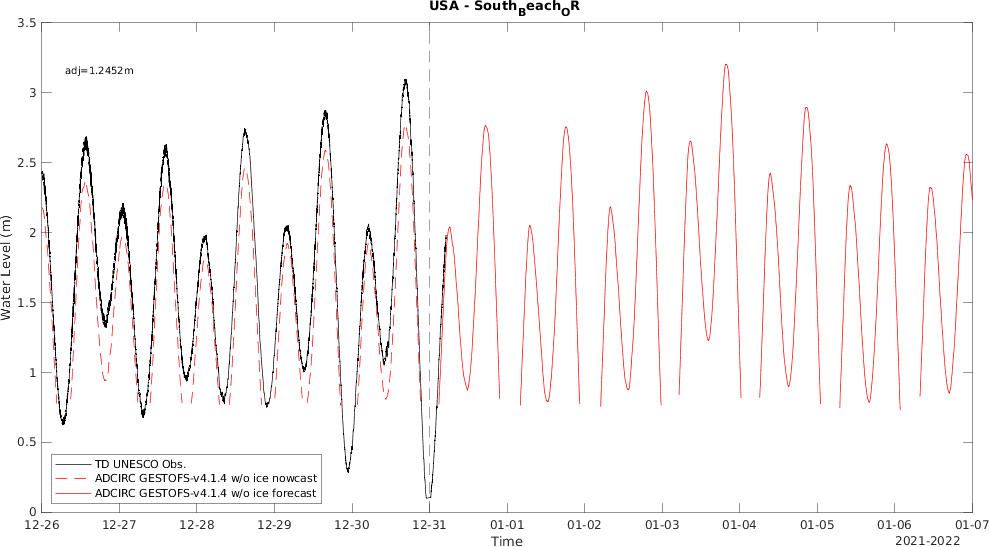 USA - South_Beach_OR
3.5
adj=1.2452m
3
2.5
2
Water Level (m)
1.5
1
0.5
TD UNESCO Obs.
ADCIRC GESTOFS-v4.1.4 w/o ice nowcast
ADCIRC GESTOFS-v4.1.4 w/o ice forecast
0
12-26 12-27 12-28 12-29 12-30 12-31 01-01 01-02 01-03 01-04 01-05 01-06 01-07
Time
2021-2022